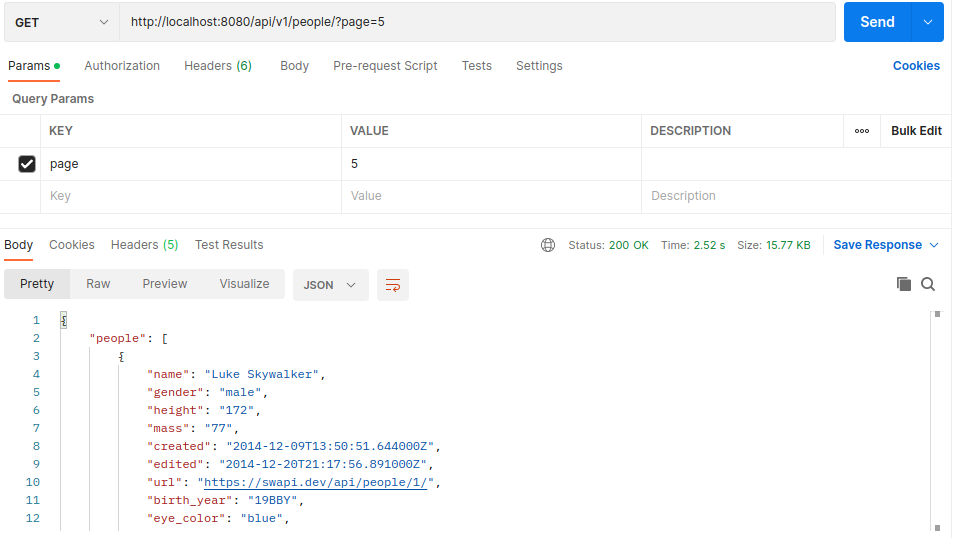 GET http://localhost:8080/api/v1/people/?page=5 Send
Params Authorization Headers (6) Body Pre-request Script Tests Settings Cookies
Query Params
KEY VALUE DESCRIPTION ooo Bulk Edit
page 5
Key Value Description
Body Cookies Headers (5) Test Results Status: 200 OK Time: 2.52 s Size: 15.77 KB Save Response
Pretty Raw Preview Visualize JSON
1 {
2 "people": [
3 {
4 "name": "Luke Skywalker",
5 "gender": "male",
6 "height": "172",
7 "mass": "77",
8 "created": "2014-12-09T13:50:51.644000Z",
9 "edited": "2014-12-20T21:17:56.891000Z",
10 "url": "https://swapi.dev/api/people/1/",
11 "birth_year": "19BBY",
12 "eye_color": "blue",